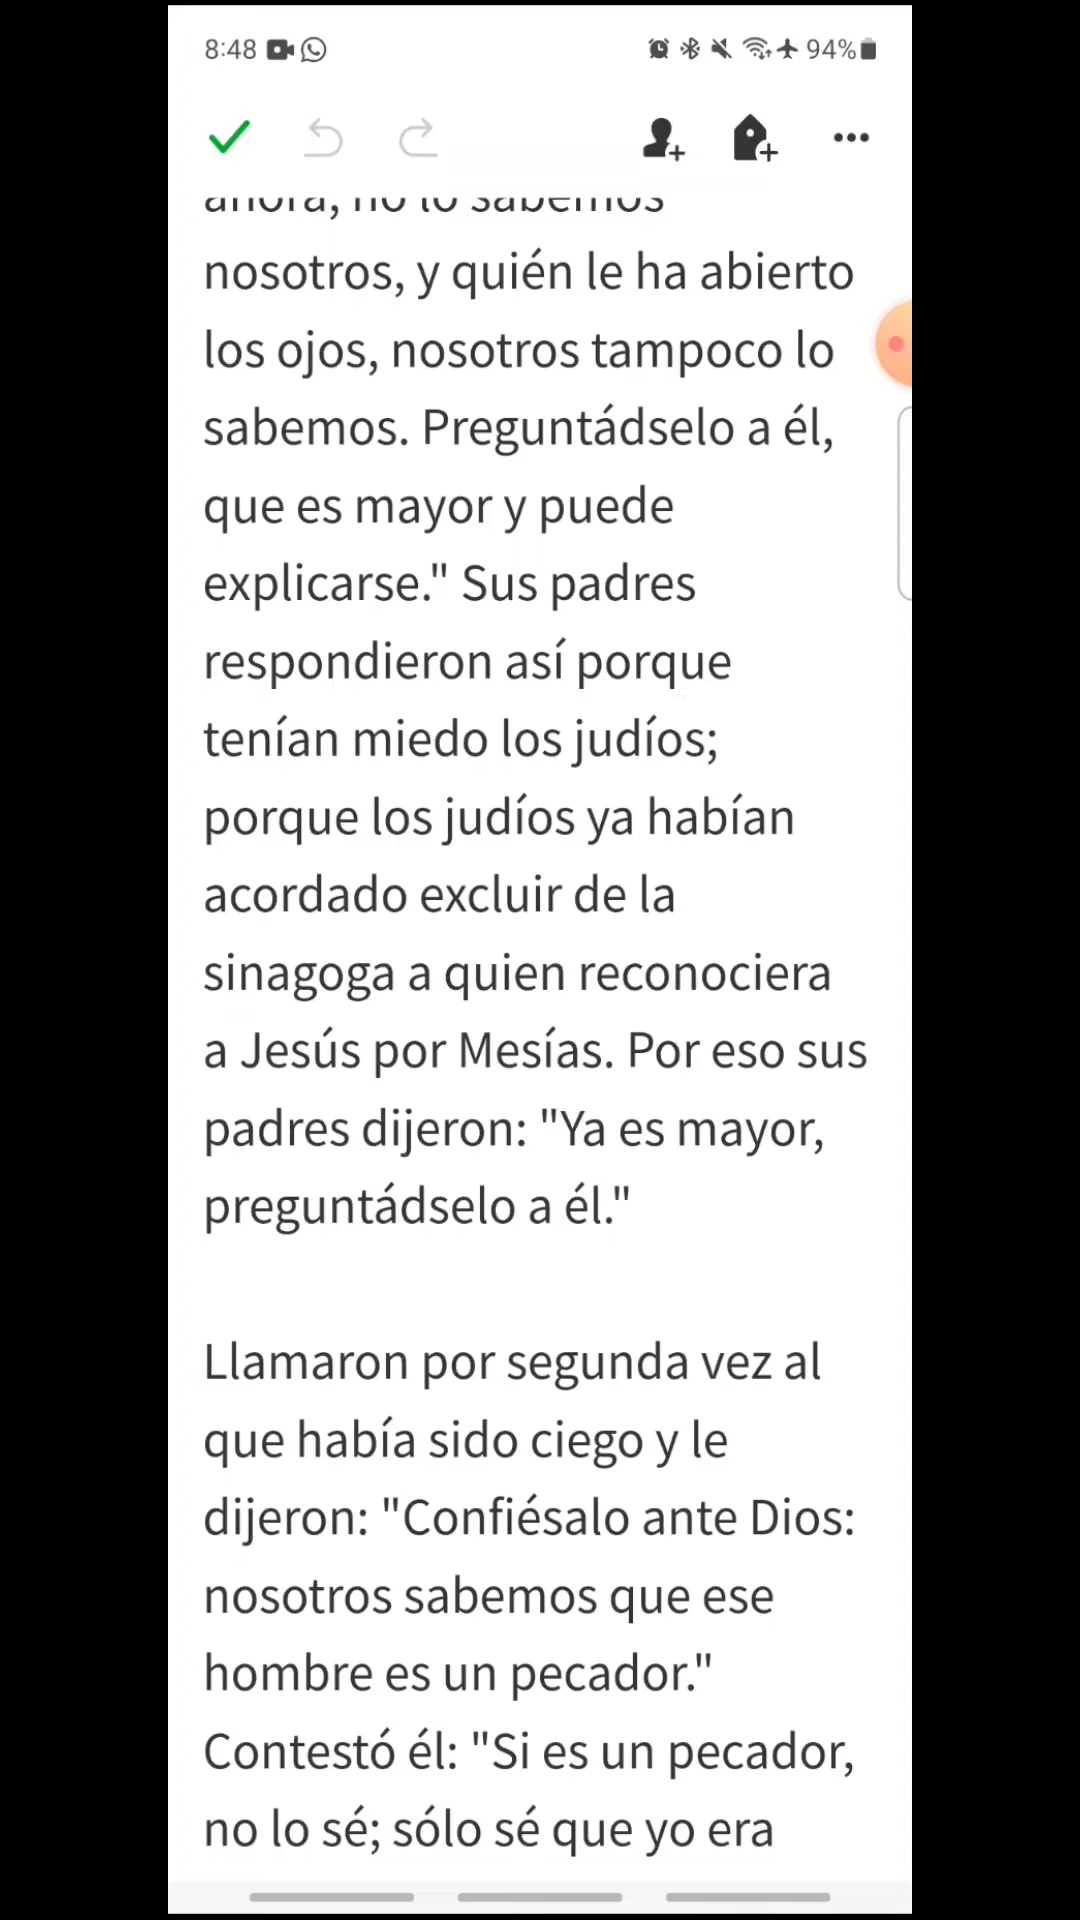 8:48
94%
ahora, no lo sabemos
nosotros, y quién le ha abierto
los ojos, nosotros tampoco lo
sabemos. Preguntádselo a él,
que es mayor y puede
explicarse." Sus padres
respondieron así porque
tenían miedo los judíos;
porque los judíos ya habían
acordado excluir de la
sinagoga a quien reconociera
a Jesús por Mesías. Por eso sus
padres dijeron: "Ya es mayor,
preguntádselo a él."
Llamaron por segunda vez al
que había sido ciego y le
dijeron: "Confiésalo ante Dios:
nosotros sabemos que ese
hombre es un pecador."
Contestó él: "Si es un pecador,
no lo sé; sólo sé que yo era